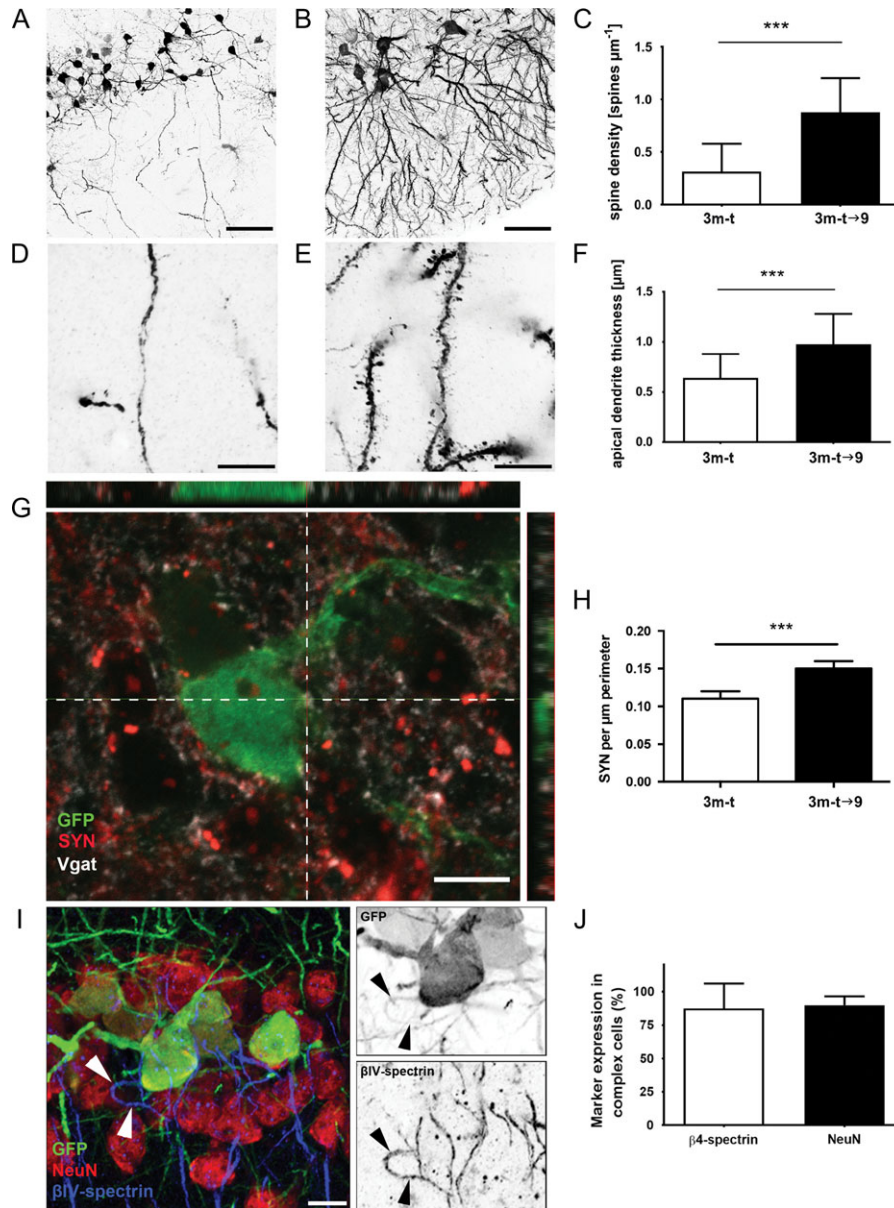 A
B
C
spine density [spines µm⁻¹]
1.5
1.0
0.5
0.0
***
3m-t
3m-t→9
D
E
F
apical dendrite thickness [µm]
1.5
1.0
0.5
0.0
***
3m-t
3m-t→9
G
GFP
SYN
Vgat
H
SYN per µm perimeter
0.20
0.15
0.10
0.05
0.00
***
3m-t
3m-t→9
I
GFP
NeuN
βIV-spectrin
GFP
βIV-spectrin
J
Marker expression in
complex cells (%)
100
75
50
25
0
β4-spectrin
NeuN